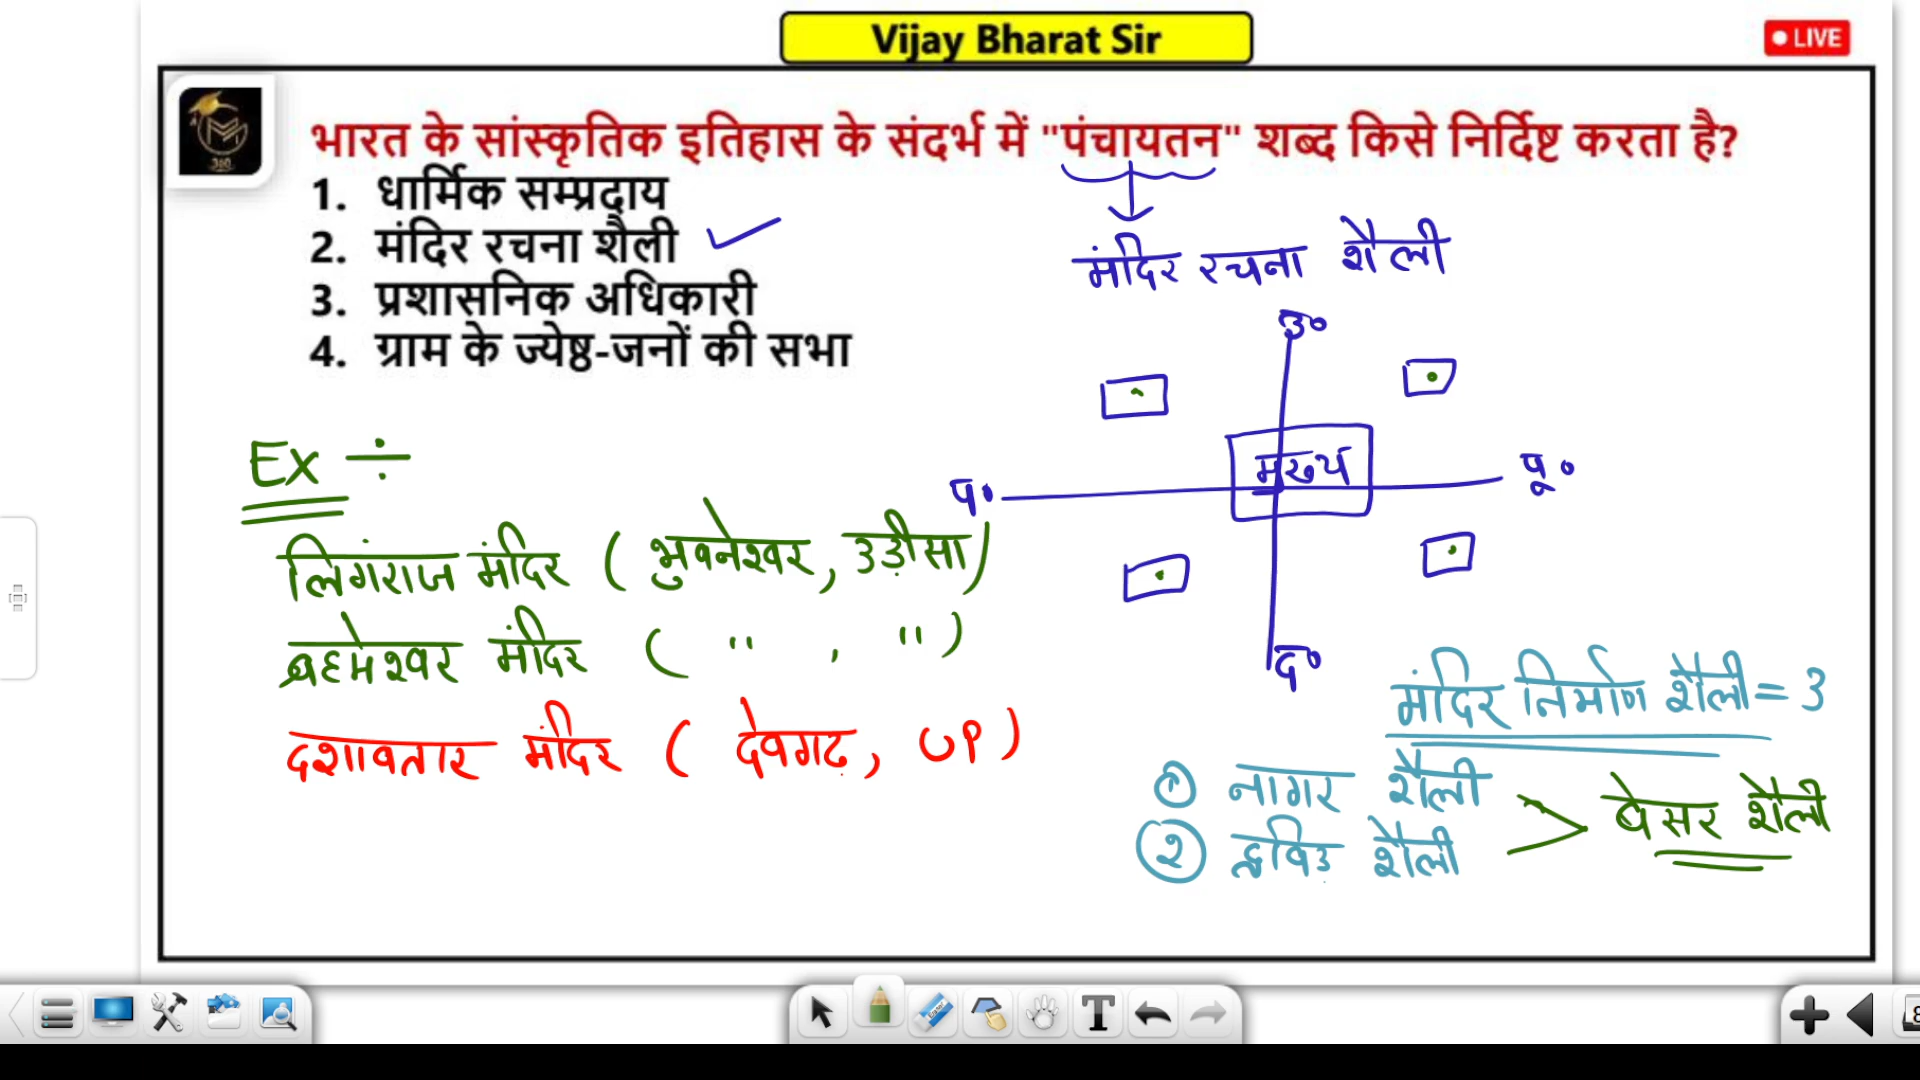 Vijay Bharat Sir
LIVE
360
भारत के सांस्कृतिक इतिहास के संदर्भ में "पंचायतन" शब्द किसे निर्दिष्ट करता है?
1. धार्मिक सम्प्रदाय
2. मंदिर रचना शैली
3. प्रशासनिक अधिकारी
4. ग्राम के ज्येष्ठ-जनों की सभा
मंदिर रचना शैली
उ०
मुख्य
प०
पू०
द०
Ex ÷
लिगंराज मंदिर ( भुवनेश्वर, उड़ीसा)
ब्रह्मेश्वर मंदिर ( " , " )
दशावतार मंदिर ( देवगढ़, UP )
मंदिर निर्माण शैली = 3
① नागर शैली
② द्रविड़ शैली
> बेसर शैली
T
8